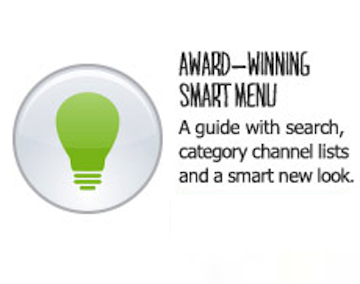 AWARD-WINNING
SMART MENU
A guide with search,
category channel lists
and a smart new look.